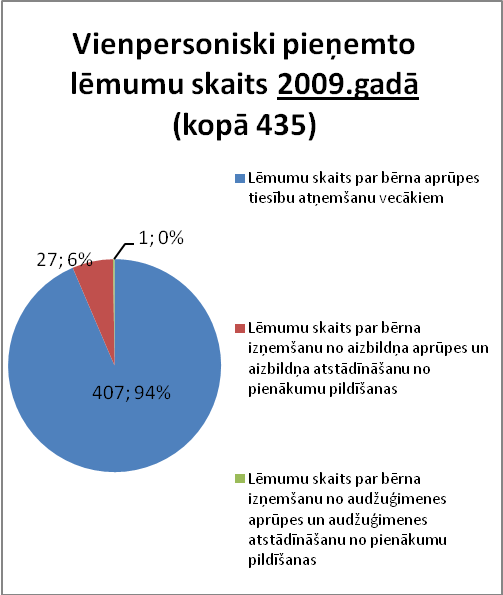 Vienpersoniski pieņemto
lēmumu skaits 2009.gadā
(kopā 435)
Lēmumu skaits par bērna aprūpes
tiesību atņemšanu vecākiem
1; 0%
27; 6%
Lēmumu skaits par bērna
izņemšanu no aizbildņa aprūpes un
aizbildņa atstādināšanu no
pienākumu pildīšanas
407; 94%
Lēmumu skaits par bērna
izņemšanu no audžuģimenes
aprūpes un audžuģimenes
atstādināšanu no pienākumu
pildīšanas